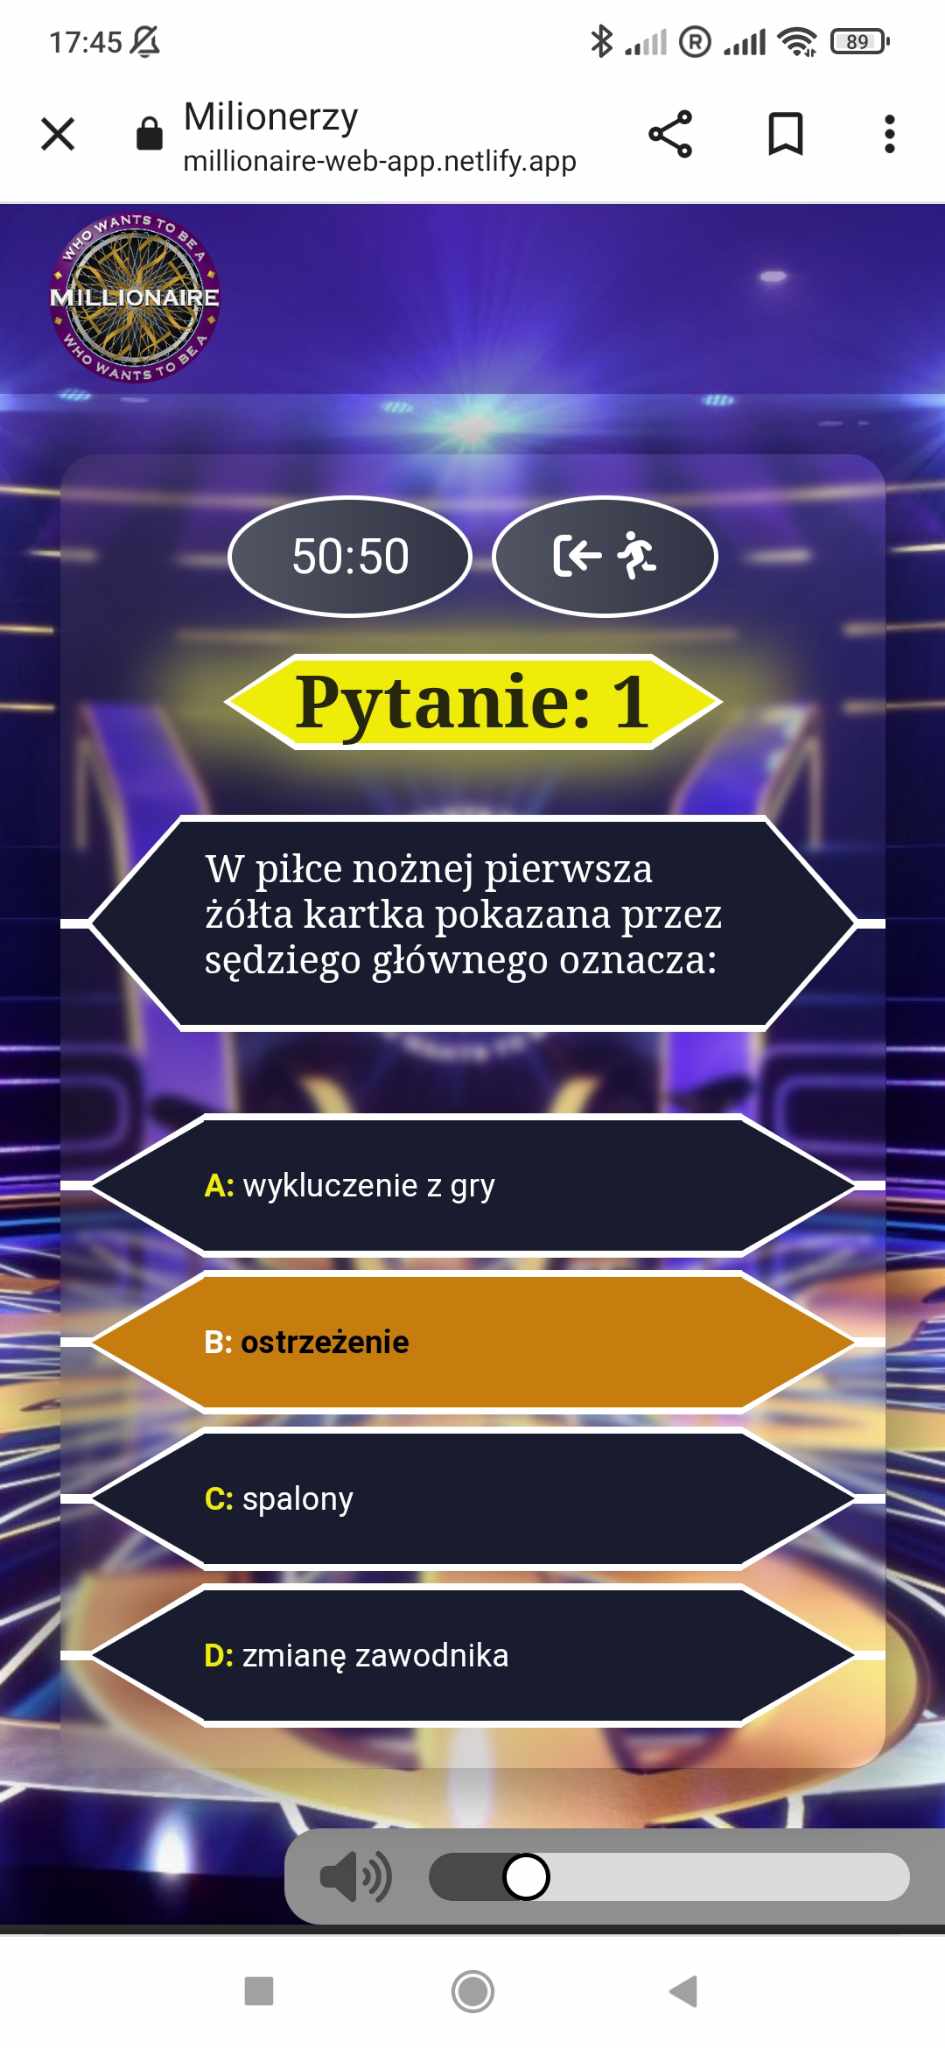 17:45
R
89
Milionerzy
millionaire-web-app.netlify.app
WHO WANTS TO BE A
MILLIONAIRE
WHO WANTS TO BE A
50:50
Pytanie: 1
W piłce nożnej pierwsza
żółta kartka pokazana przez
sędziego głównego oznacza:
A: wykluczenie z gry
B: ostrzeżenie
C: spalony
D: zmianę zawodnika